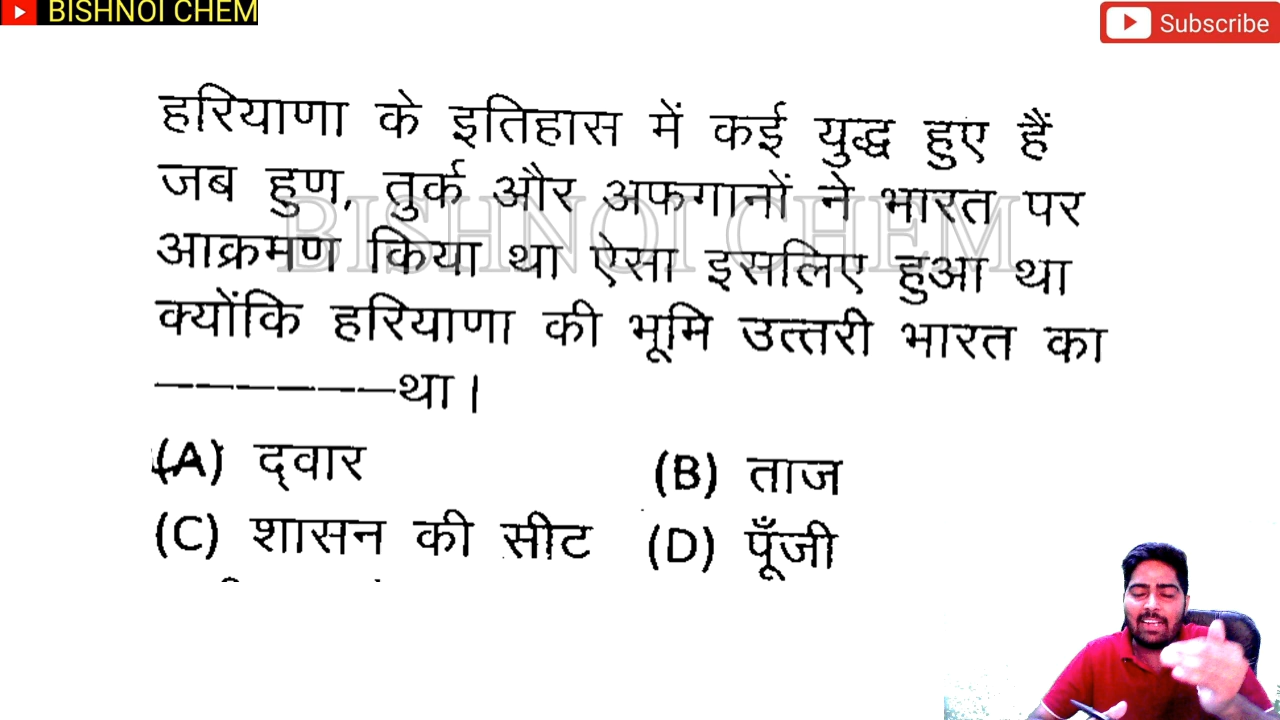 BISHNOI CHEM
Subscribe
हरियाणा के इतिहास में कई युद्ध हुए हैं
जब हुण, तुर्क और अफगानों ने भारत पर
आक्रमण किया था ऐसा इसलिए हुआ था
क्योंकि हरियाणा की भूमि उत्तरी भारत का
——————था।
BISHNOI CHEM
(A) द्वार (B) ताज
(C) शासन की सीट (D) पूँजी